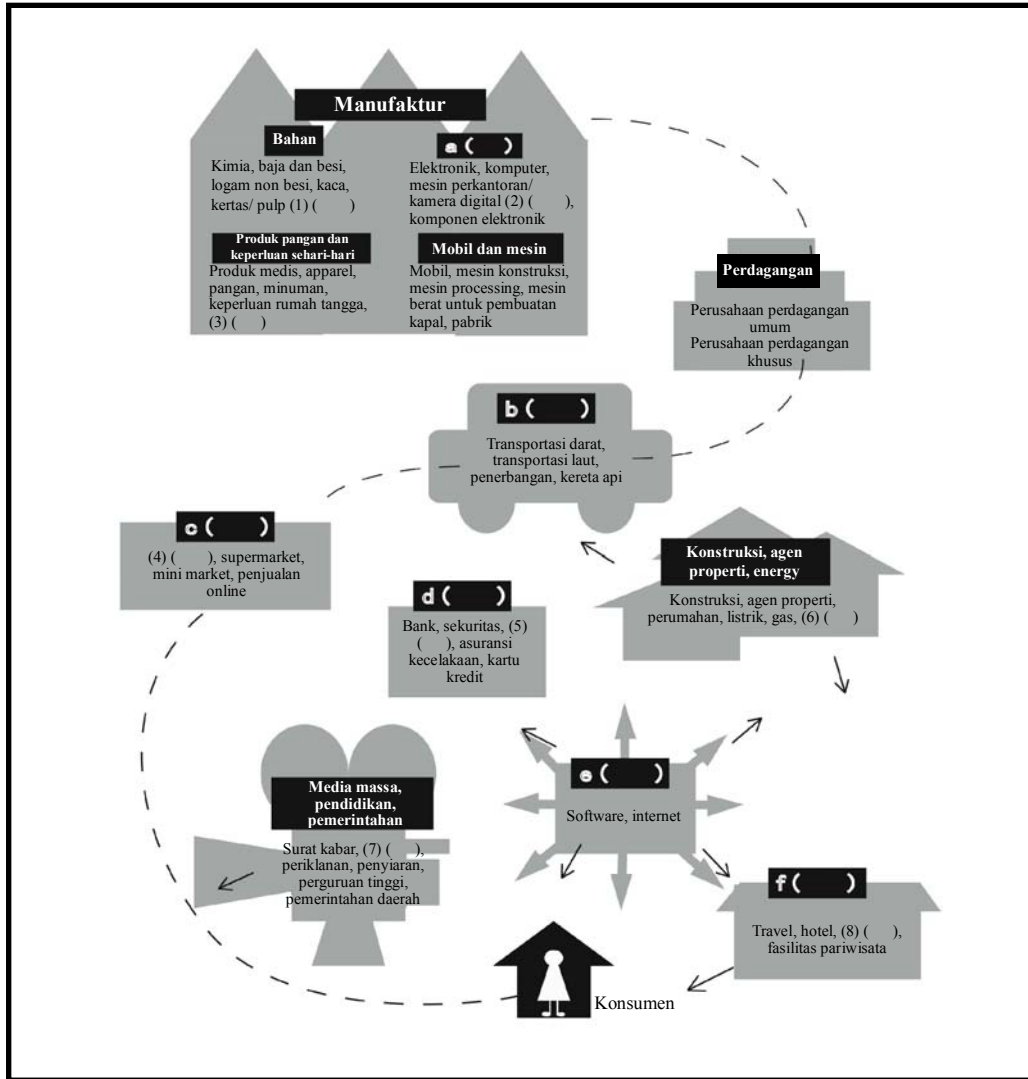 Manufaktur
Bahan
Kimia, baja dan besi,
logam non besi, kaca,
kertas/ pulp (1) (      )
a (      )
Elektronik, komputer,
mesin perkantoran/
kamera digital (2) (      ),
komponen elektronik
Produk pangan dan
keperluan sehari-hari
Produk medis, apparel,
pangan, minuman,
keperluan rumah tangga,
(3) (      )
Mobil dan mesin
Mobil, mesin konstruksi,
mesin processing, mesin
berat untuk pembuatan
kapal, pabrik
Perdagangan
Perusahaan perdagangan
umum
Perusahaan perdagangan
khusus
b (      )
Transportasi darat,
transportasi laut,
penerbangan, kereta api
c (      )
(4) (      ), supermarket,
mini market, penjualan
online
d (      )
Bank, sekuritas, (5)
(      ), asuransi
kecelakaan, kartu
kredit
Konstruksi, agen
properti, energy
Konstruksi, agen properti,
perumahan, listrik, gas, (6) (      )
Media massa,
pendidikan,
pemerintahan
Surat kabar, (7) (      ),
periklanan, penyiaran,
perguruan tinggi,
pemerintahan daerah
e (      )
Software, internet
f (      )
Travel, hotel, (8) (      ),
fasilitas pariwisata
Konsumen